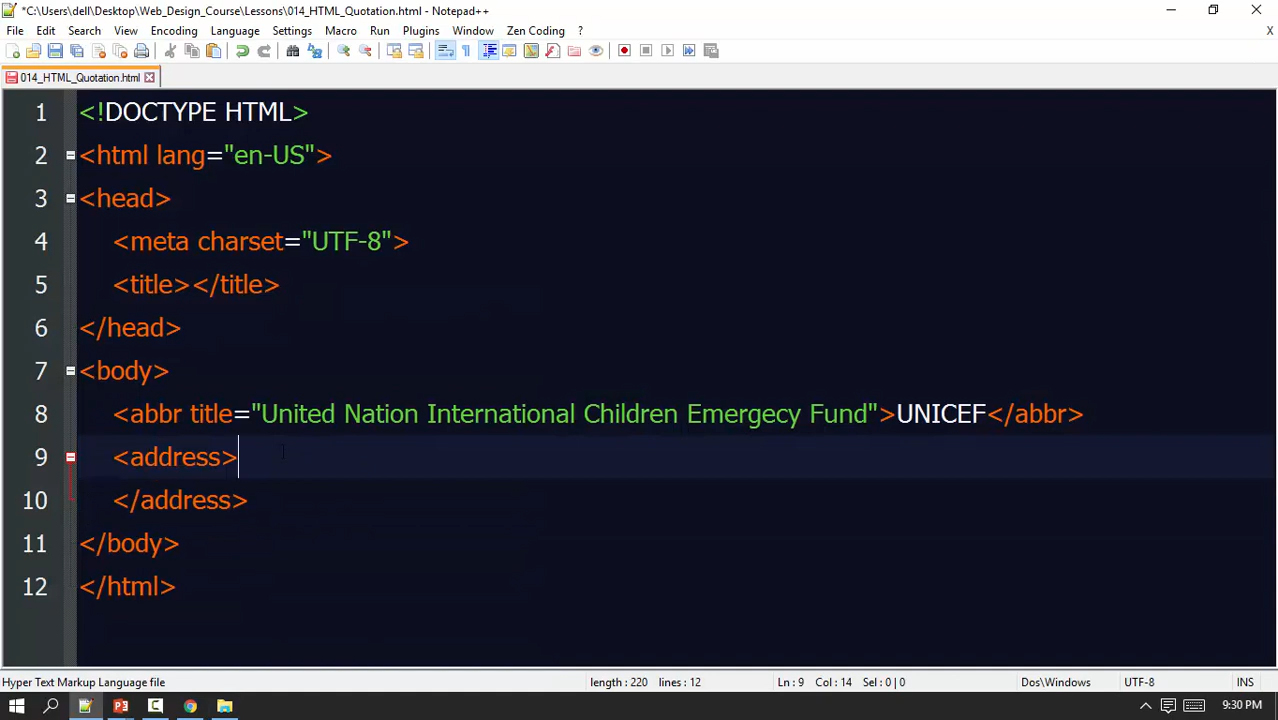 *C:\Users\dell\Desktop\Web_Design_Course\Lessons\014_HTML_Quotation.html - Notepad++
File Edit Search View Encoding Language Settings Macro Run Plugins Window Zen Coding ? X
014_HTML_Quotation.html
1 <!DOCTYPE HTML>
2 <html lang="en-US">
3 <head>
4 <meta charset="UTF-8">
5 <title></title>
6 </head>
7 <body>
8 <abbr title="United Nation International Children Emergecy Fund">UNICEF</abbr>
9 <address>
10 </address>
11 </body>
12 </html>
Hyper Text Markup Language file length : 220 lines : 12 Ln : 9 Col : 14 Sel : 0 | 0 Dos\Windows UTF-8 INS
9:30 PM